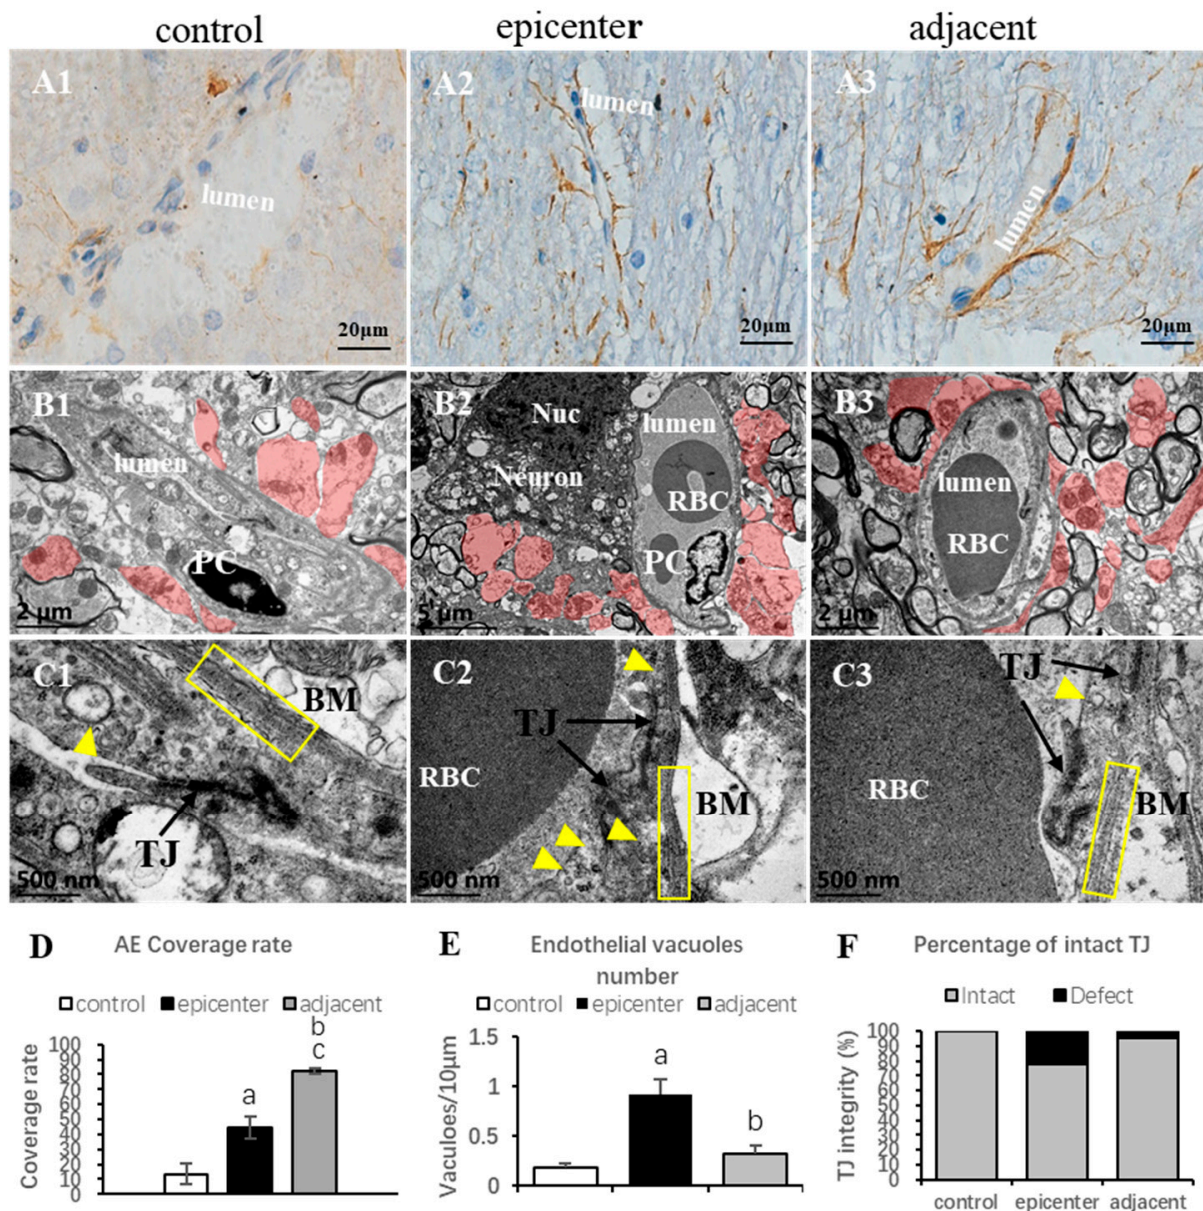 control epicenter adjacent
A1 A2 A3
lumen lumen lumen
20μm 20μm 20μm
B1 B2 B3
Nuc
lumen lumen lumen
Neuron
RBC RBC
PC PC
2 μm 5 μm 2 μm
C1 C2 C3
TJ
BM TJ
RBC RBC
BM BM
TJ
500 nm 500 nm 500 nm
D AE Coverage rate
control epicenter adjacent
Coverage rate
100
90
80
70
60
50
40
30
20
10
0
a
b
c
E Endothelial vacuoles
number
control epicenter adjacent
Vaculoes/10μm
1.5
1
0.5
0
a
b
F Percentage of intact TJ
Intact Defect
TJ integrity (%)
100
90
80
70
60
50
40
30
20
10
0
control epicenter adjacent